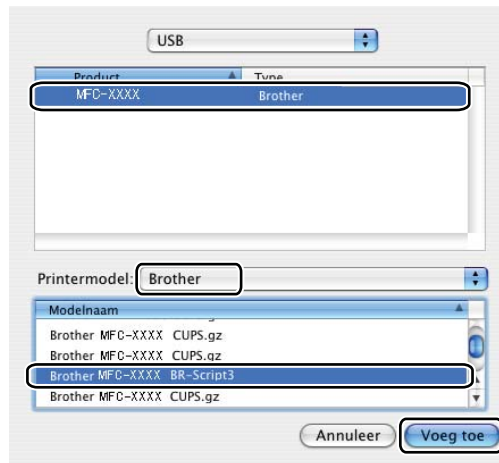 USB
Product Type
MFC-XXXX Brother
Printermodel: Brother
Modelnaam
Brother MFC-XXXX CUPS.gz
Brother MFC-XXXX CUPS.gz
Brother MFC-XXXX BR-Script3
Brother MFC-XXXX CUPS.gz
Annuleer Voeg toe